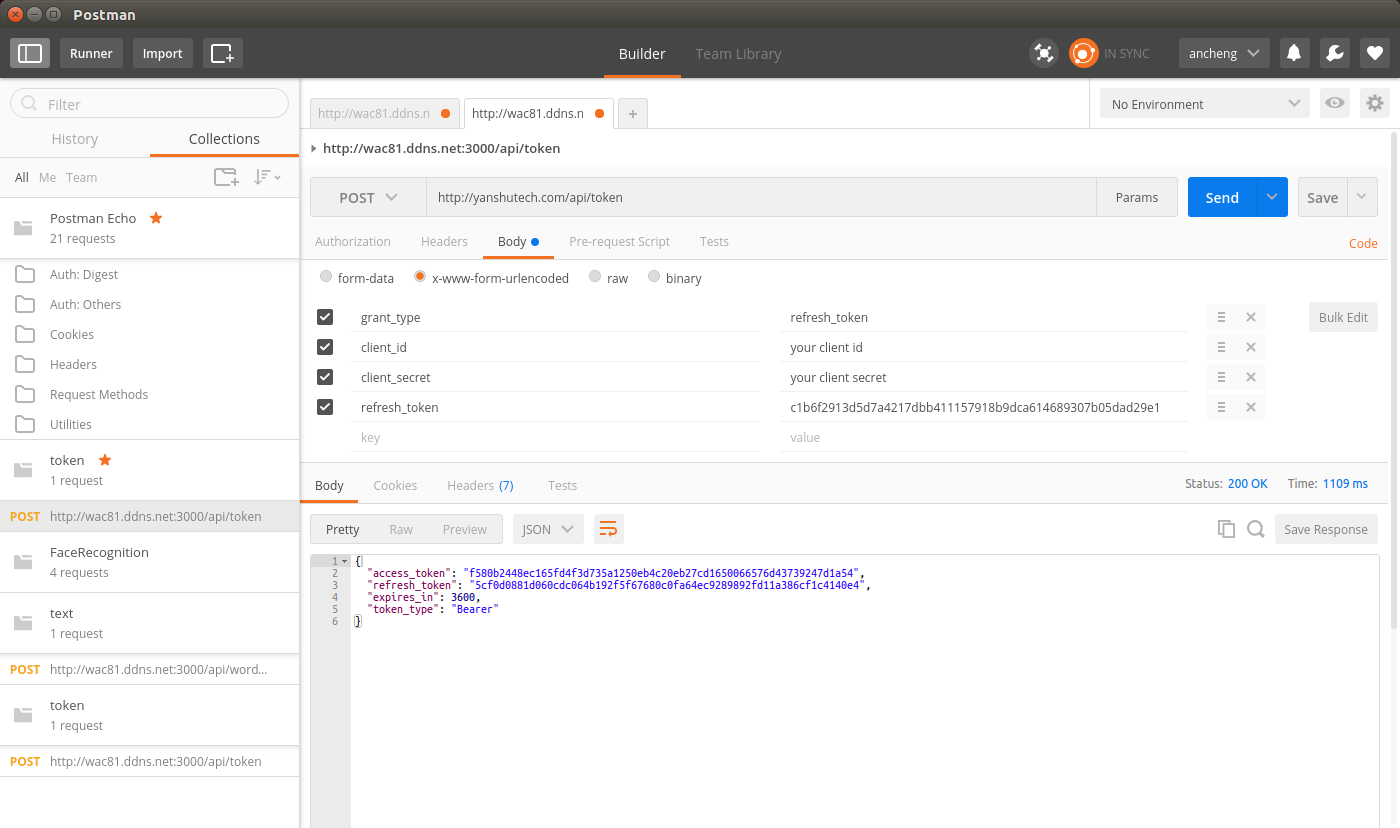 Postman
Runner
Import
Builder
Team Library
IN SYNC
ancheng
Filter
History
Collections
All Me Team
Postman Echo
21 requests
Auth: Digest
Auth: Others
Cookies
Headers
Request Methods
Utilities
token
1 request
POST http://wac81.ddns.net:3000/api/token
FaceRecognition
4 requests
text
1 request
POST http://wac81.ddns.net:3000/api/word...
token
1 request
POST http://wac81.ddns.net:3000/api/token
http://wac81.ddns.n
http://wac81.ddns.n
+
No Environment
http://wac81.ddns.net:3000/api/token
POST http://yanshutech.com/api/token Params Send Save
Authorization Headers Body Pre-request Script Tests Code
form-data x-www-form-urlencoded raw binary
grant_type refresh_token Bulk Edit
client_id your client id
client_secret your client secret
refresh_token c1b6f2913d5d7a4217dbb411157918b9dca614689307b05dad29e1
key value
Body Cookies Headers (7) Tests Status: 200 OK Time: 1109 ms
Pretty Raw Preview JSON Save Response
1 {
2 "access_token": "f580b2448ec165fd4f3d735a1250eb4c20eb27cd1650066576d43739247d1a54",
3 "refresh_token": "5cf0d0881d060cdc064b192f5f67680c0fa64ec9289892fd11a386cf1c4140e4",
4 "expires_in": 3600,
5 "token_type": "Bearer"
6 }